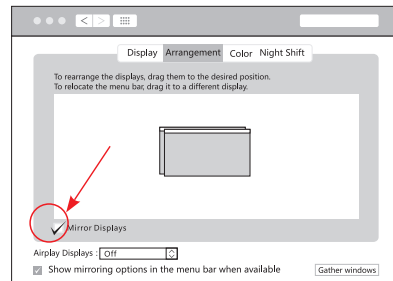 Display Arrangement Color Night Shift
To rearrange the displays, drag them to the desired position.
To relocate the menu bar, drag it to a different display.
Mirror Displays
Airplay Displays : Off
Show mirroring options in the menu bar when available
Gather windows